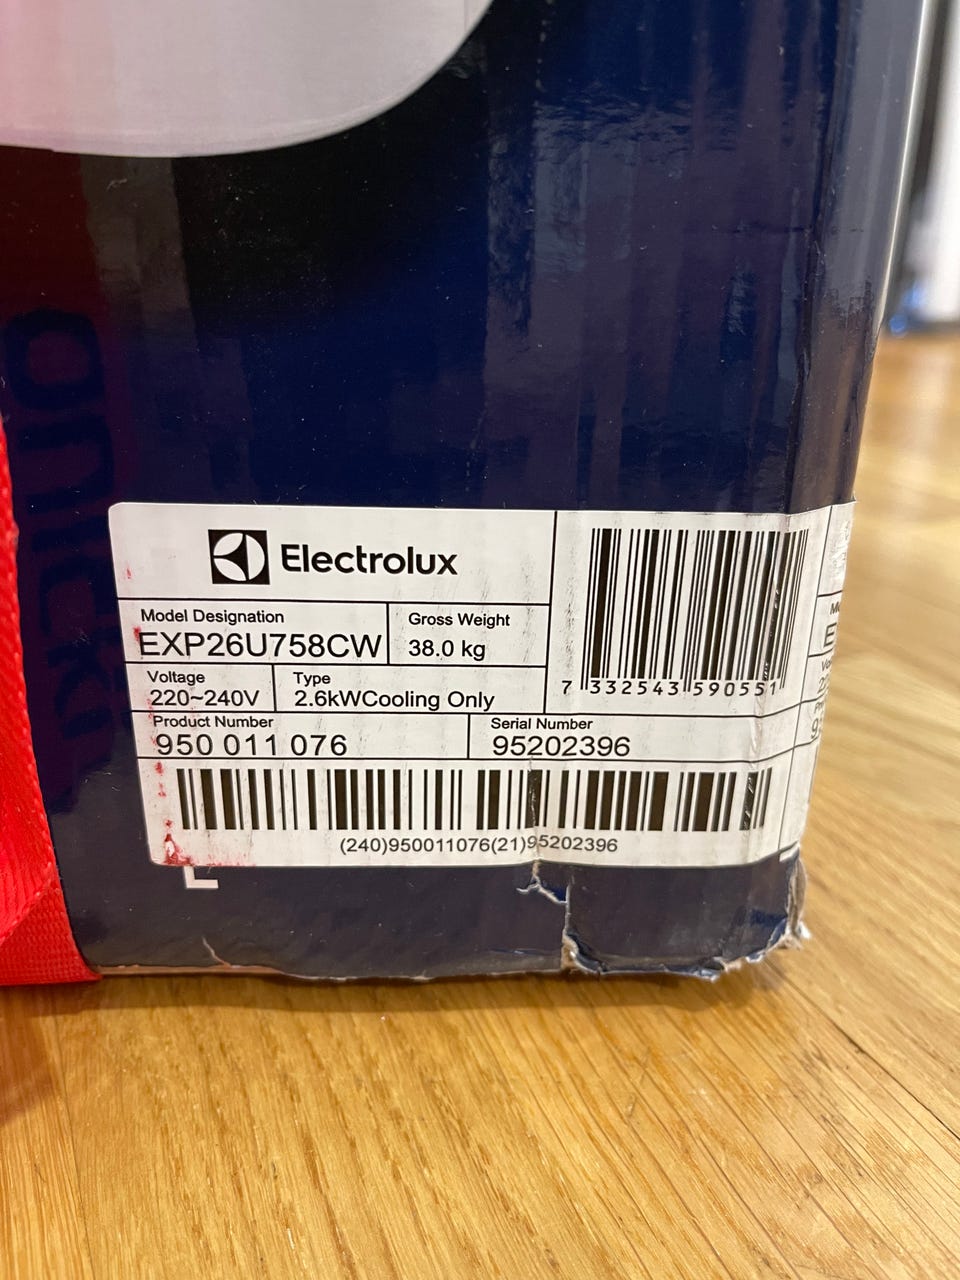 Electrolux
Model Designation
EXP26U758CW
Gross Weight
38.0 kg
Voltage
220~240V
Type
2.6kWCooling Only
7 332543 590551
Product Number
950 011 076
Serial Number
95202396
(240)950011076(21)95202396